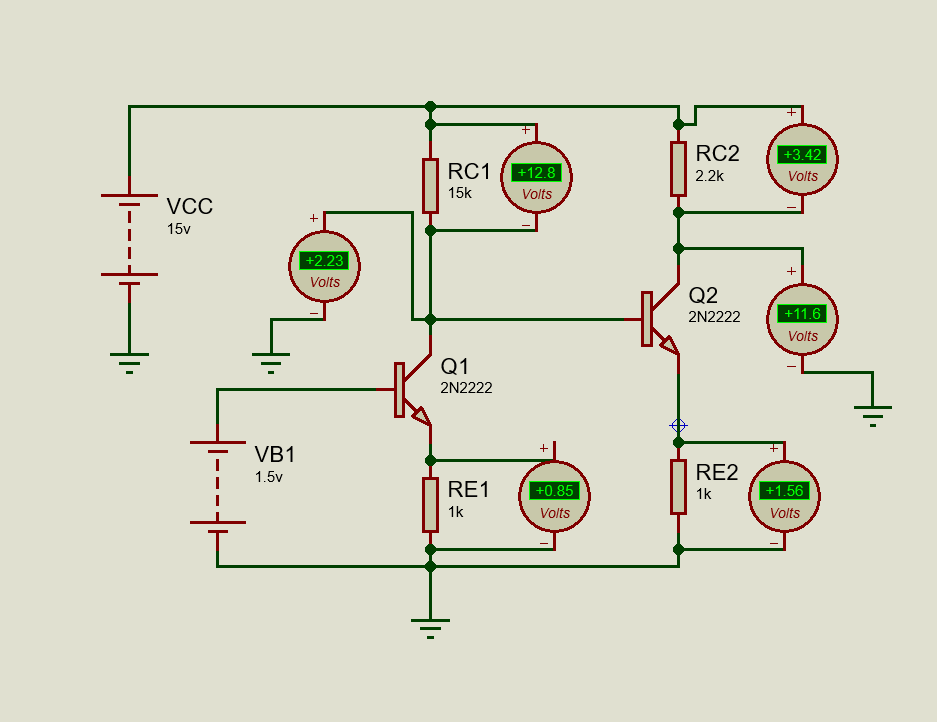 +
+
RC1
15k
+12.8
Volts
−
RC2
2.2k
+3.42
Volts
−
VCC
15v
+
+2.23
Volts
−
Q2
2N2222
+
+11.6
Volts
−
Q1
2N2222
VB1
1.5v
+
RE1
1k
+0.85
Volts
−
+
RE2
1k
+1.56
Volts
−